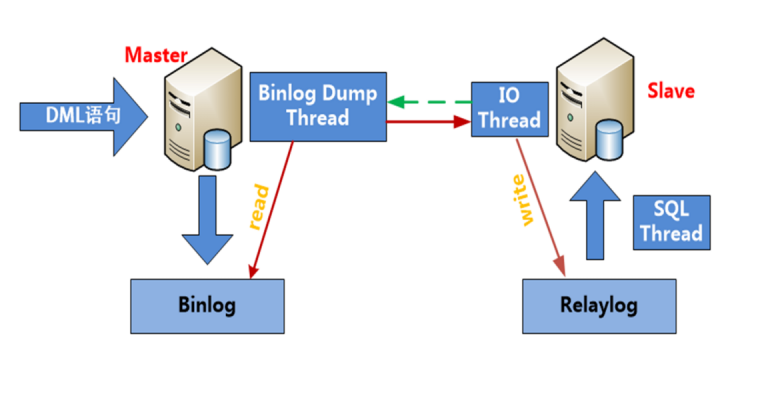 Master
DML语句
Binlog Dump
Thread
IO
Thread
Slave
read
write
SQL
Thread
Binlog
Relaylog